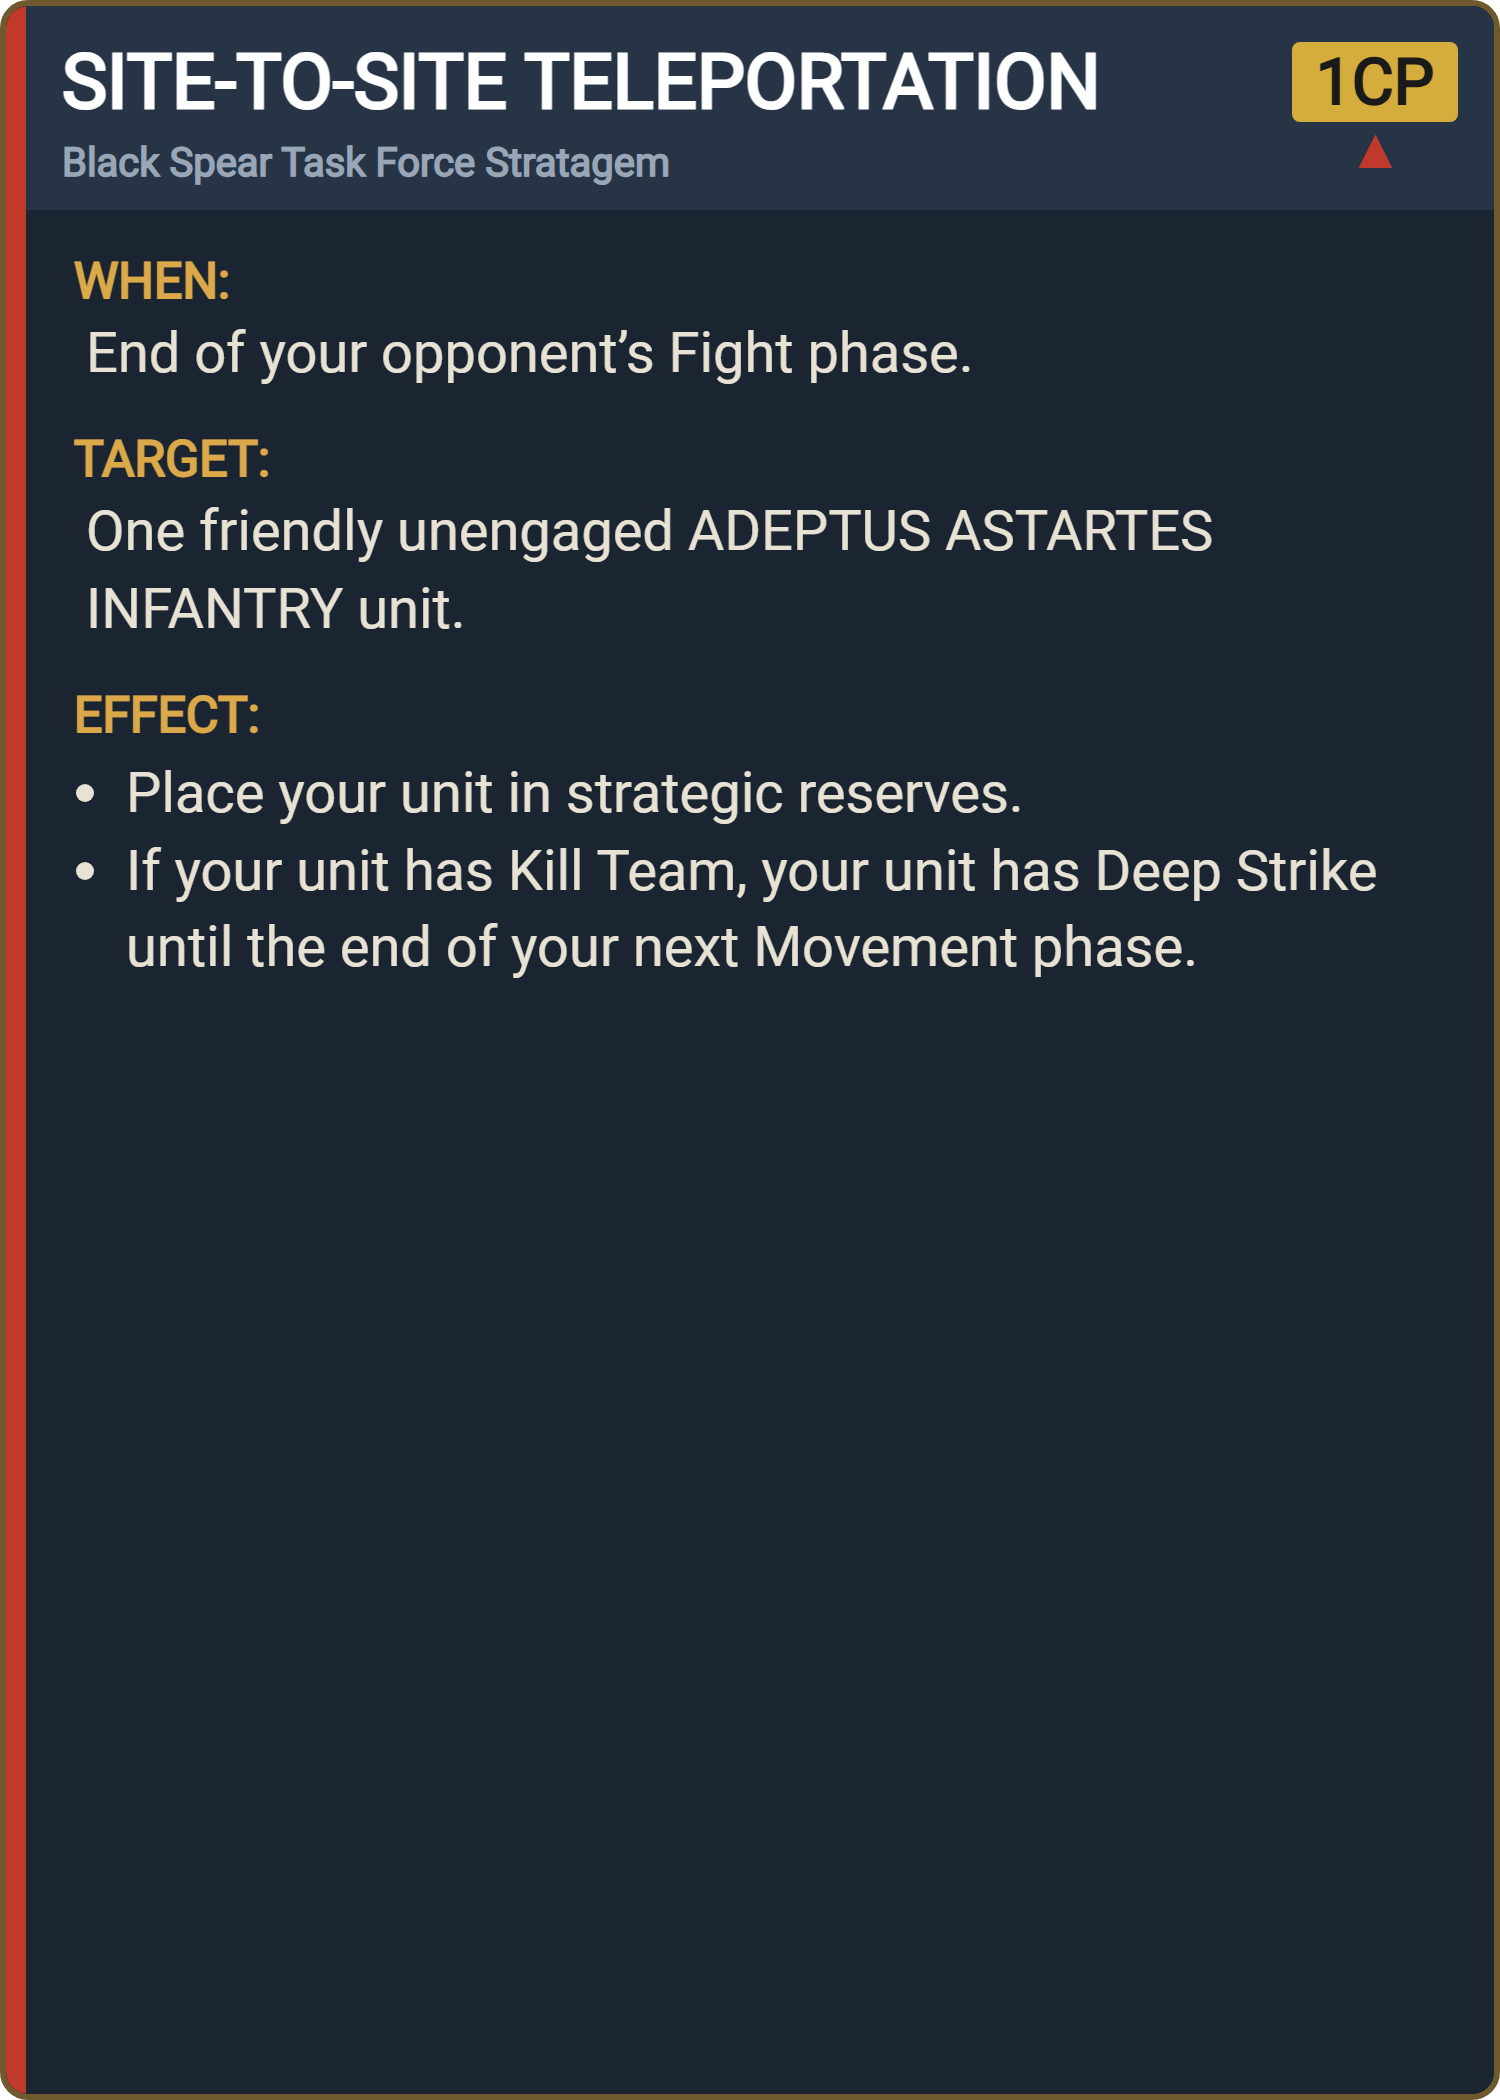 SITE-TO-SITE TELEPORTATION
1CP
Black Spear Task Force Stratagem
▲
WHEN:
End of your opponent’s Fight phase.
TARGET:
One friendly unengaged ADEPTUS ASTARTES
INFANTRY unit.
EFFECT:
• Place your unit in strategic reserves.
• If your unit has Kill Team, your unit has Deep Strike
until the end of your next Movement phase.